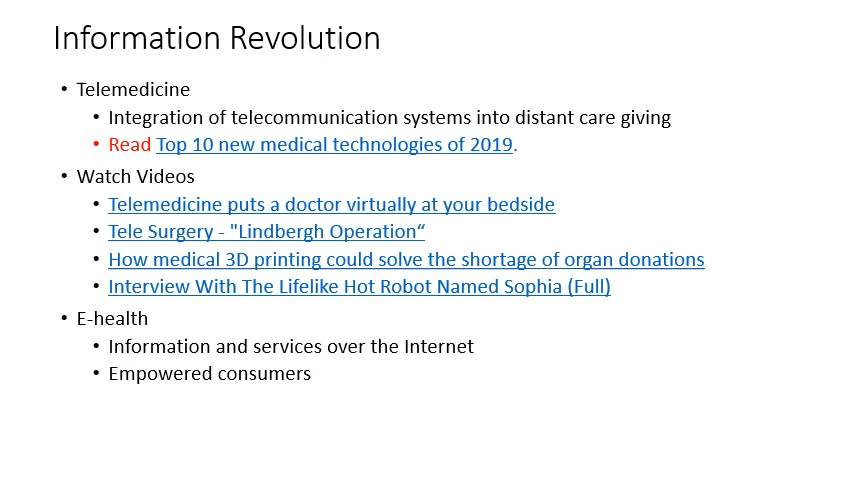 Information Revolution
• Telemedicine
• Integration of telecommunication systems into distant care giving
• Read Top 10 new medical technologies of 2019.
• Watch Videos
• Telemedicine puts a doctor virtually at your bedside
• Tele Surgery - "Lindbergh Operation“
• How medical 3D printing could solve the shortage of organ donations
• Interview With The Lifelike Hot Robot Named Sophia (Full)
• E-health
• Information and services over the Internet
• Empowered consumers